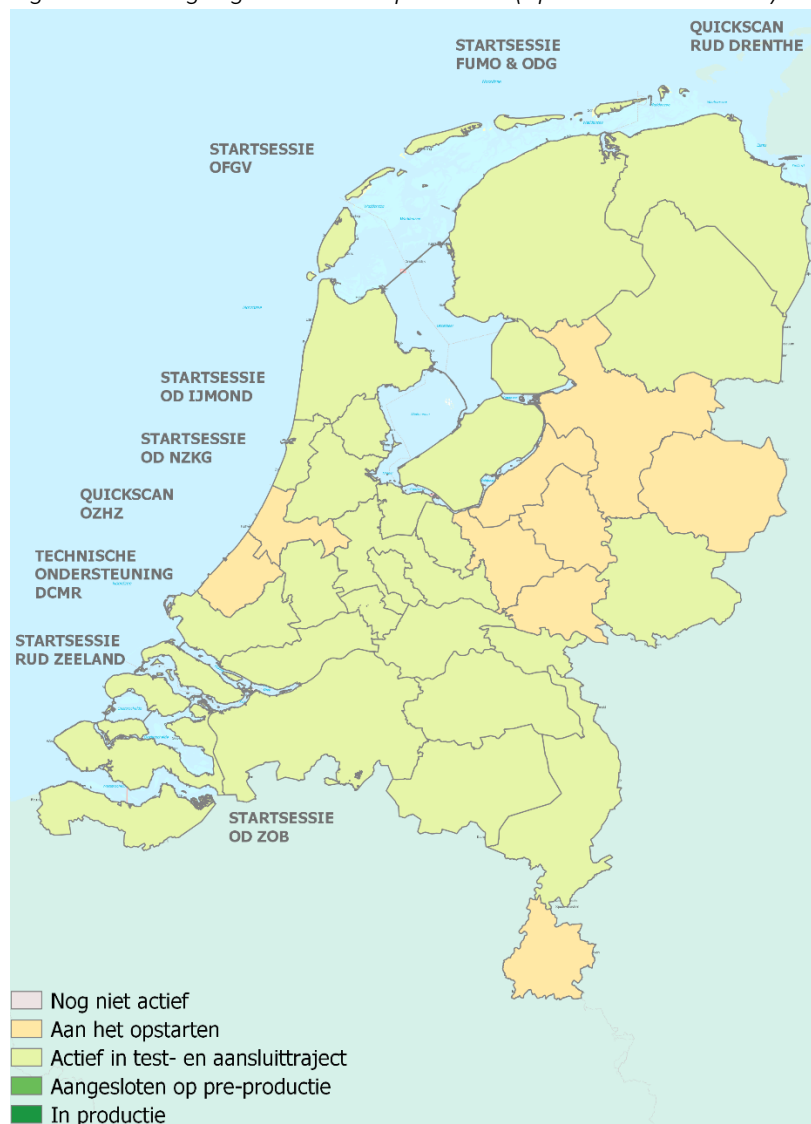 QUICKSCAN
RUD DRENTHE
STARTSESSIE
FUMO & ODG
STARTSESSIE
OFGV
STARTSESSIE
OD IJMOND
STARTSESSIE
OD NZKG
QUICKSCAN
OZHZ
TECHNISCHE
ONDERSTEUNING
DCMR
STARTSESSIE
RUD ZEELAND
STARTSESSIE
OD ZOB
Nog niet actief
Aan het opstarten
Actief in test- en aansluittraject
Aangesloten op pre-productie
In productie